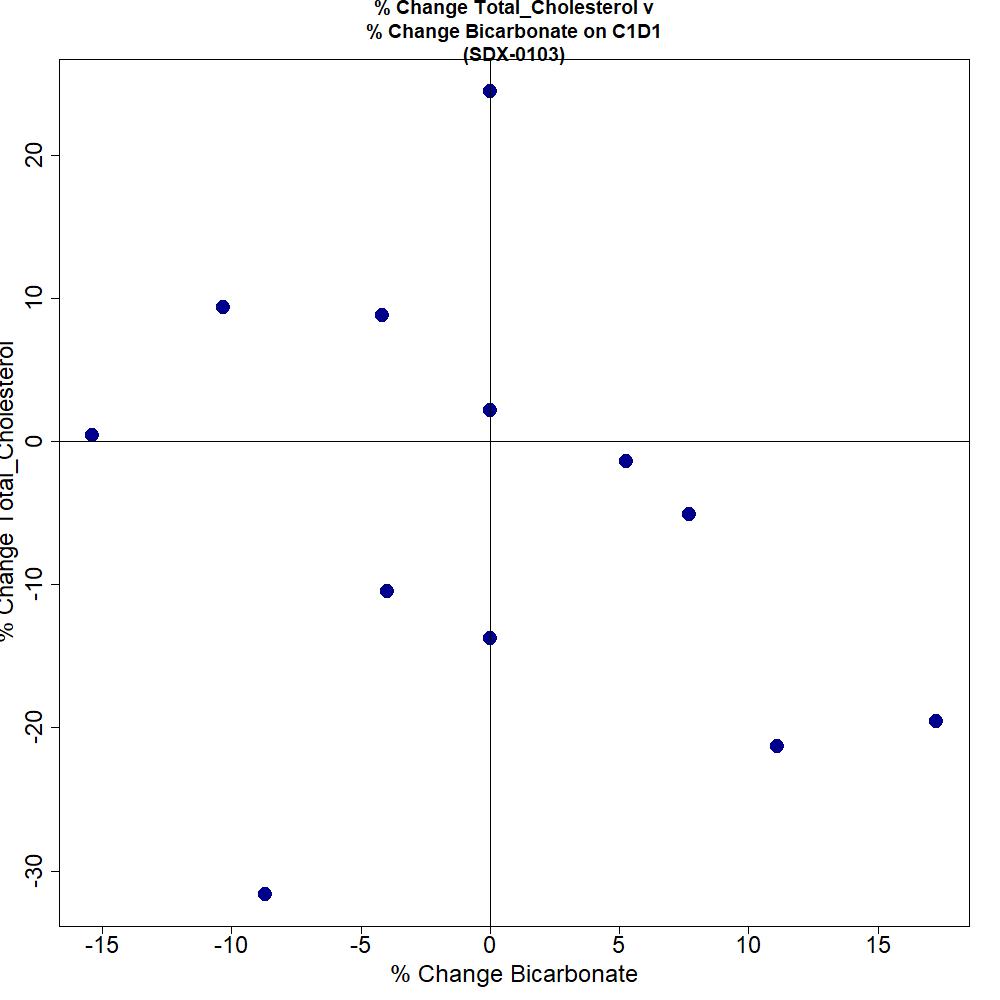 % Change Total_Cholesterol v
% Change Bicarbonate on C1D1
(SDX-0103)
% Change Total_Cholesterol
20
10
0
-10
-20
-30
-15
-10
-5
0
5
10
15
% Change Bicarbonate